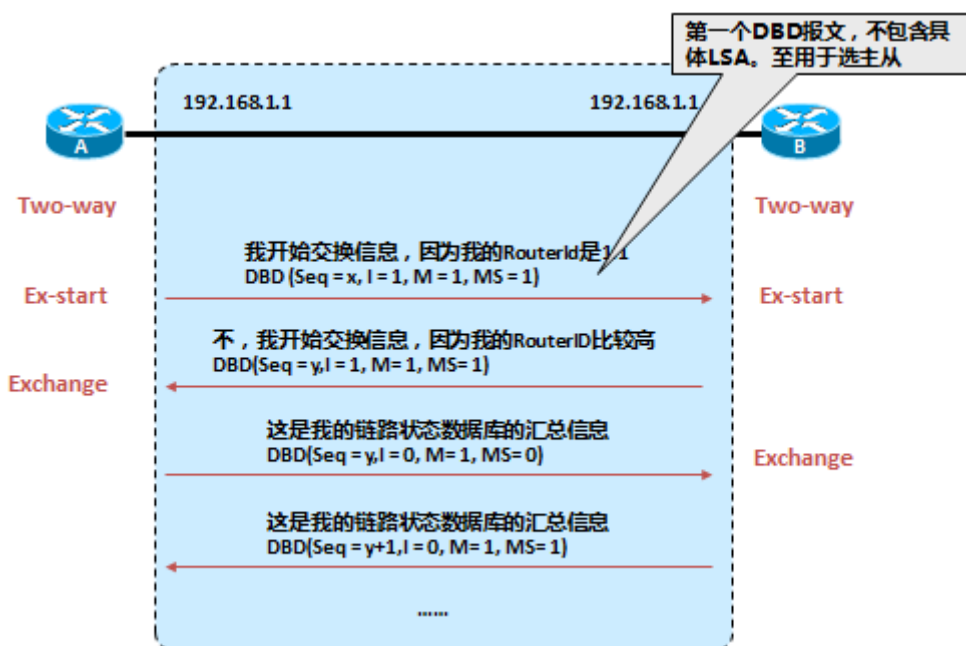 第一个DBD报文，不包含具
体LSA。至用于选主从
192.168.1.1
192.168.1.1
A
B
Two-way
Two-way
我开始交换信息，因为我的RouterId是1.1
DBD (Seq = x, I = 1, M = 1, MS = 1)
Ex-start
Ex-start
不，我开始交换信息，因为我的RouterID比较高
DBD(Seq = y,I = 1, M= 1, MS= 1)
Exchange
这是我的链路状态数据库的汇总信息
DBD(Seq = y,I= 0, M= 1, MS= 0)
Exchange
这是我的链路状态数据库的汇总信息
DBD(Seq = y+1,I = 0, M= 1, MS= 1)
......